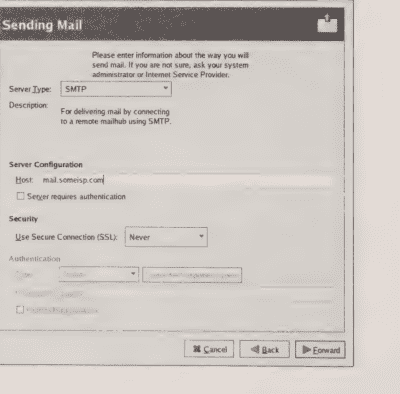 Sending Mail
Please enter information about the way you will
send mail. If you are not sure, ask your system
administrator or Internet Service Provider.
Server Type: SMTP
Description:
For delivering mail by connecting
to a remote mailhub using SMTP.
Server Configuration
Host: mail.someisp.com
Server requires authentication
Security
Use Secure Connection (SSL): Never
Authentication
Cancel Back Forward